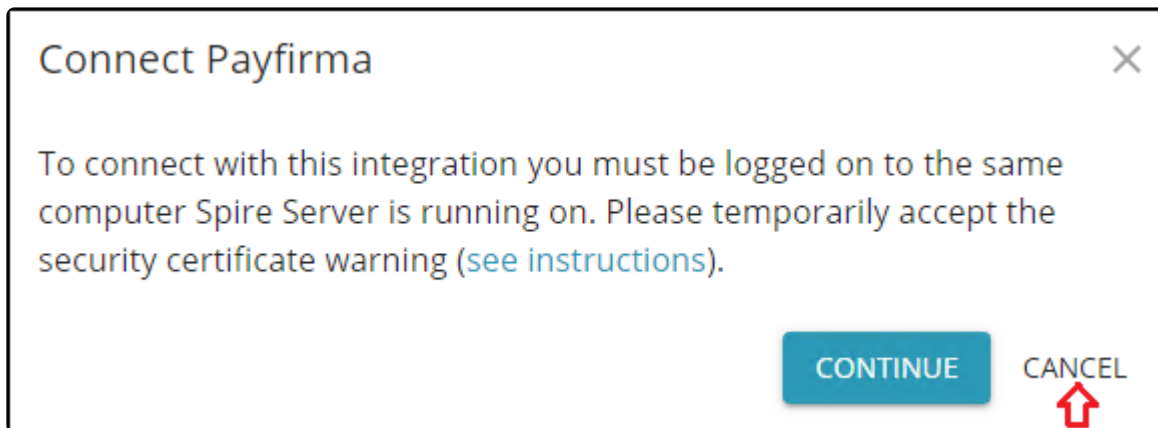 Connect Payfirma
To connect with this integration you must be logged on to the same
computer Spire Server is running on. Please temporarily accept the
security certificate warning (see instructions).
CONTINUE CANCEL